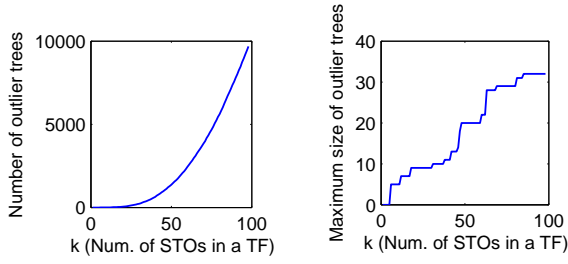 Number of outlier trees
10000
5000
0
0 50 100
k (Num. of STOs in a TF)
Maximum size of outlier trees
40
30
20
10
0
0 50 100
k (Num. of STOs in a TF)